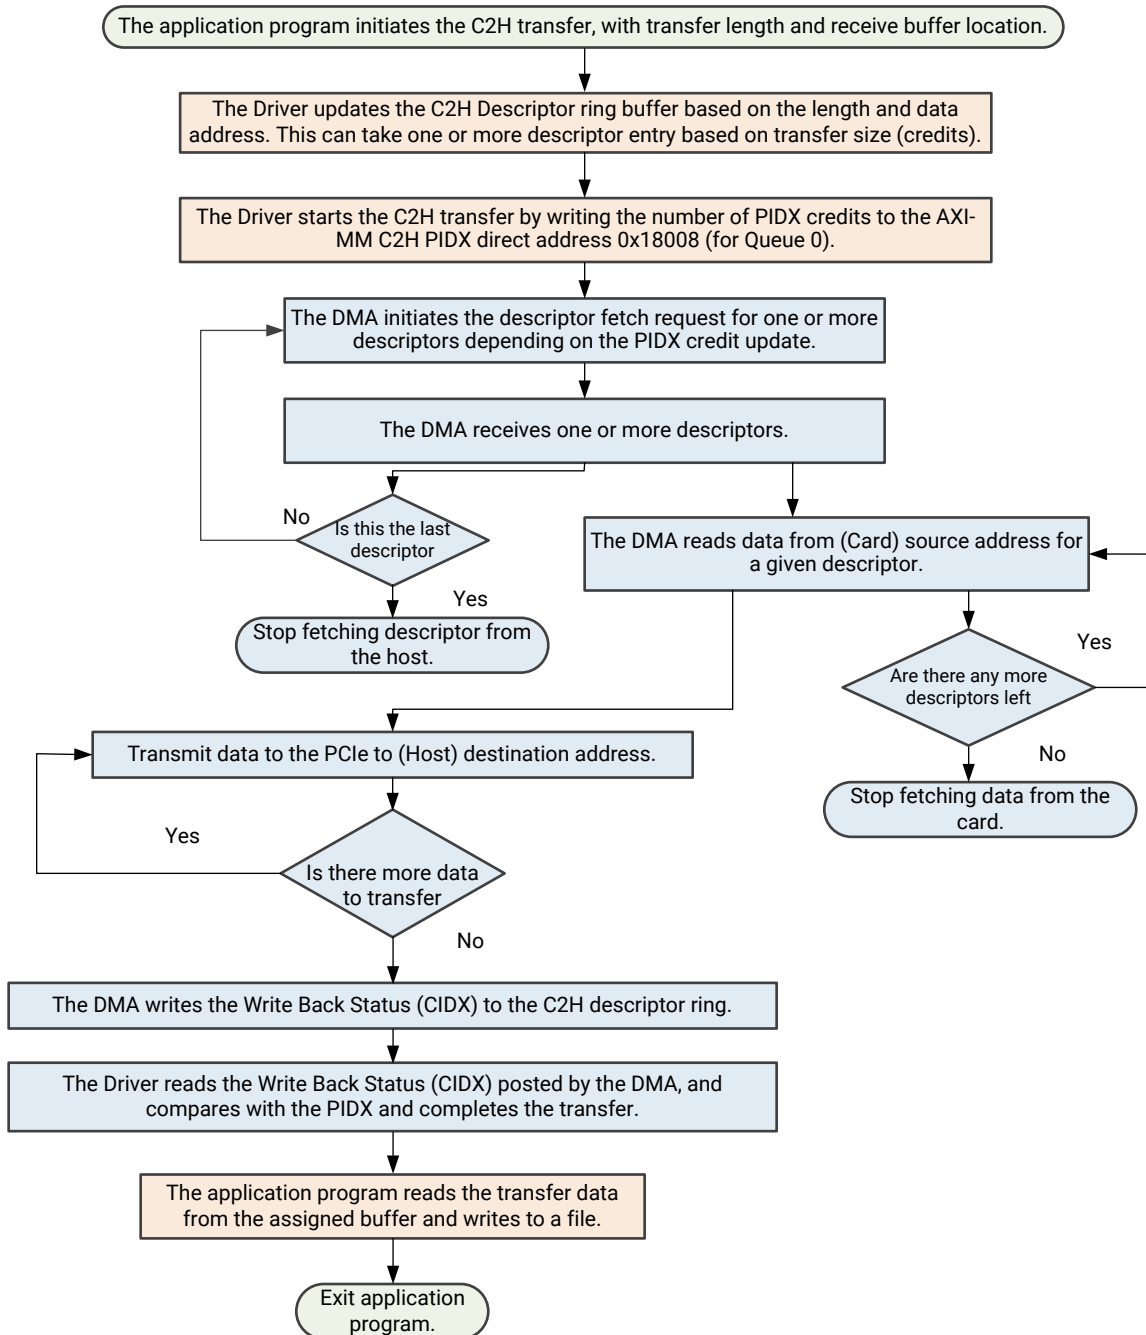 The application program initiates the C2H transfer, with transfer length and receive buffer location.
The Driver updates the C2H Descriptor ring buffer based on the length and data
address. This can take one or more descriptor entry based on transfer size (credits).
The Driver starts the C2H transfer by writing the number of PIDX credits to the AXI-
MM C2H PIDX direct address 0x18008 (for Queue 0).
The DMA initiates the descriptor fetch request for one or more
descriptors depending on the PIDX credit update.
The DMA receives one or more descriptors.
No
Is this the last
descriptor
Yes
Stop fetching descriptor from
the host.
The DMA reads data from (Card) source address for
a given descriptor.
Yes
Are there any more
descriptors left
No
Stop fetching data from the
card.
Transmit data to the PCIe to (Host) destination address.
Yes
Is there more data
to transfer
No
The DMA writes the Write Back Status (CIDX) to the C2H descriptor ring.
The Driver reads the Write Back Status (CIDX) posted by the DMA, and
compares with the PIDX and completes the transfer.
The application program reads the transfer data
from the assigned buffer and writes to a file.
Exit application
program.